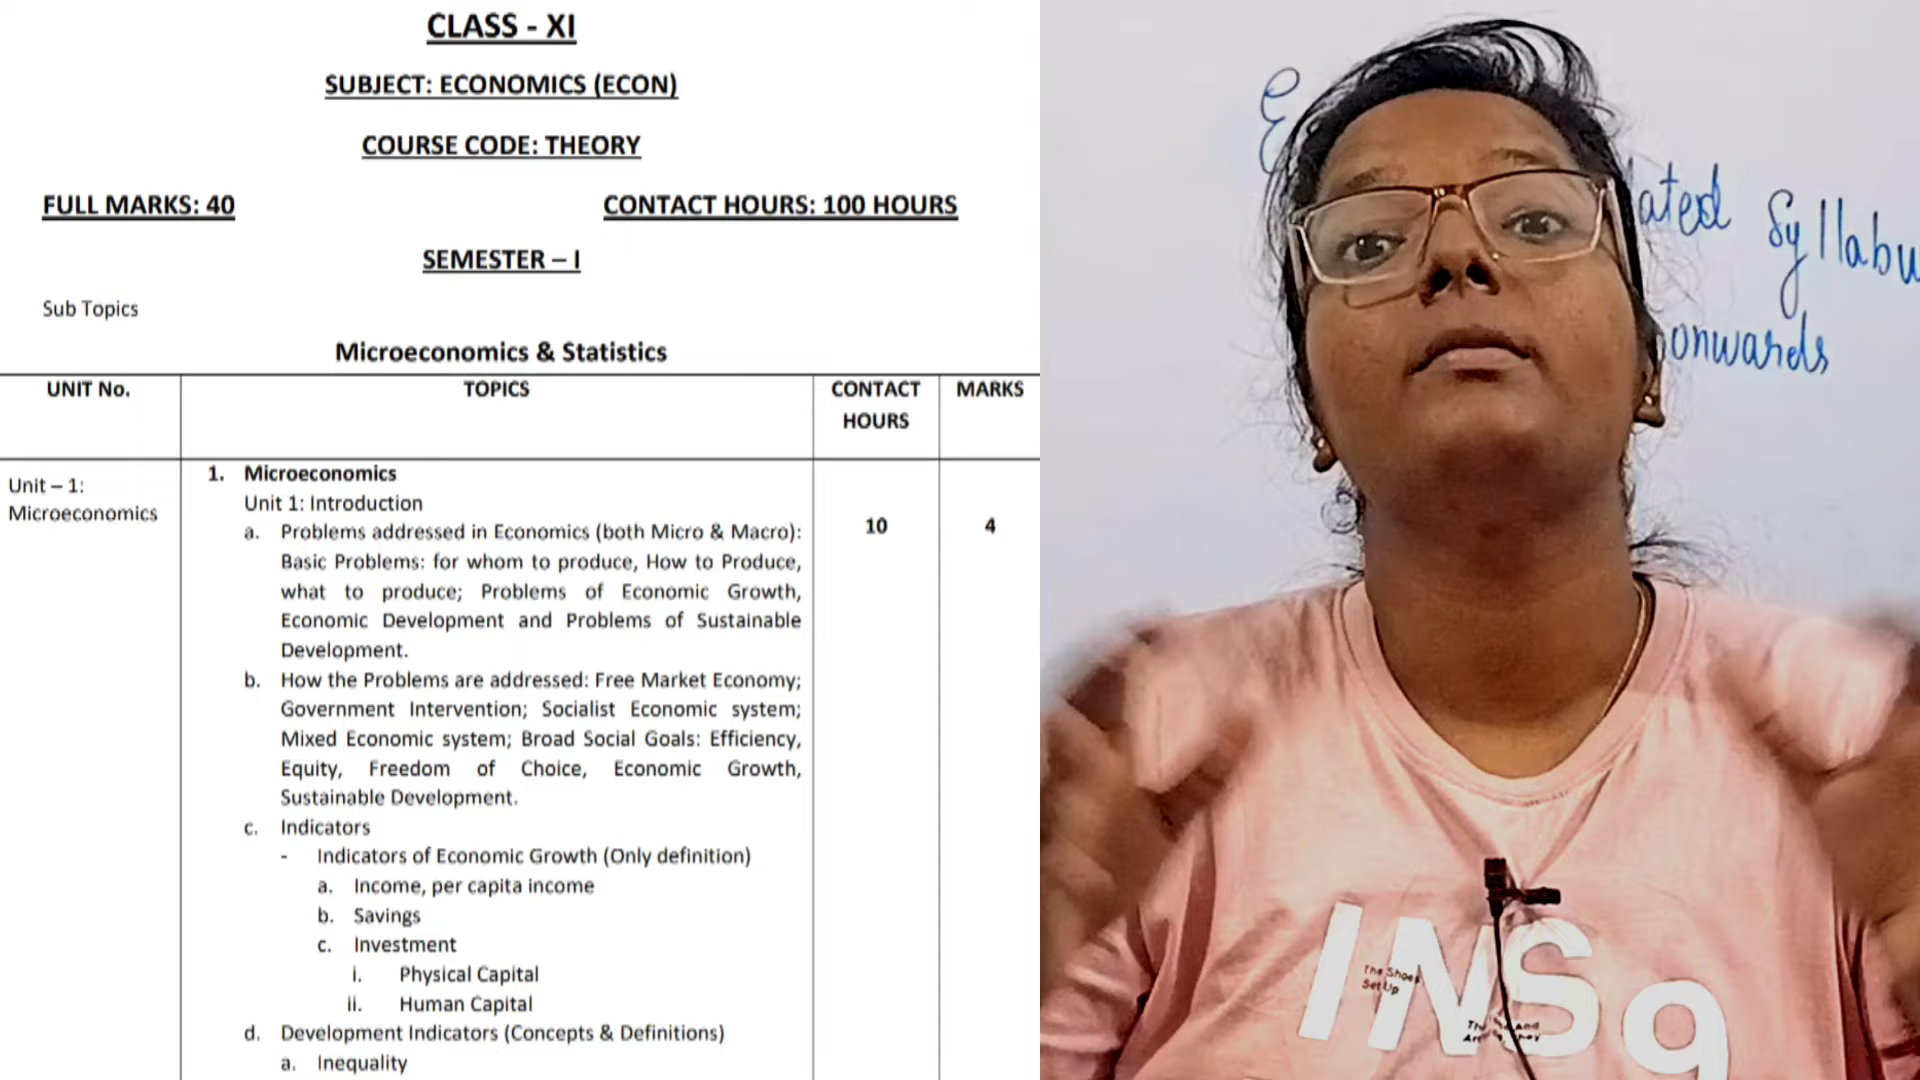 CLASS - XI
SUBJECT: ECONOMICS (ECON)
COURSE CODE: THEORY
FULL MARKS: 40 CONTACT HOURS: 100 HOURS
SEMESTER – I
Sub Topics
Microeconomics & Statistics
UNIT No. TOPICS CONTACT HOURS MARKS
Unit – 1:
Microeconomics
1. Microeconomics
Unit 1: Introduction
a. Problems addressed in Economics (both Micro & Macro):
Basic Problems: for whom to produce, How to Produce,
what to produce; Problems of Economic Growth,
Economic Development and Problems of Sustainable
Development.
b. How the Problems are addressed: Free Market Economy;
Government Intervention; Socialist Economic system;
Mixed Economic system; Broad Social Goals: Efficiency,
Equity, Freedom of Choice, Economic Growth,
Sustainable Development.
c. Indicators
- Indicators of Economic Growth (Only definition)
a. Income, per capita income
b. Savings
c. Investment
i. Physical Capital
ii. Human Capital
d. Development Indicators (Concepts & Definitions)
a. Inequality
10
4
ated Syllabu
onwards
The Shoes
Set Up
INS
9